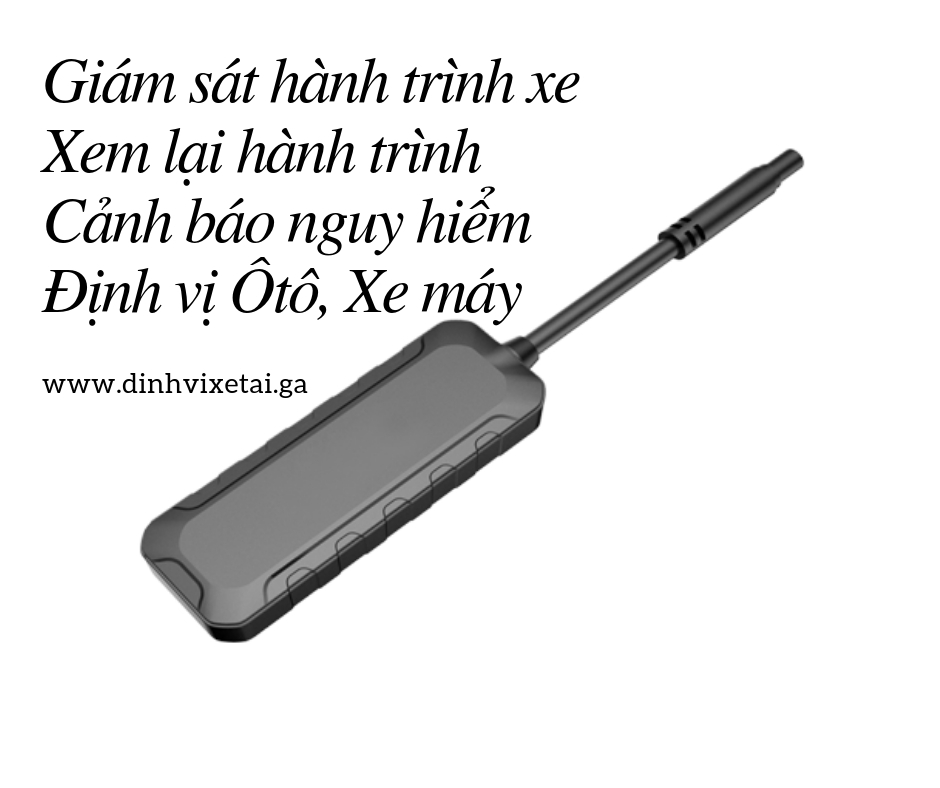 Giám sát hành trình xe
Xem lại hành trình
Cảnh báo nguy hiểm
Định vị Ôtô, Xe máy
www.dinhvixetai.ga